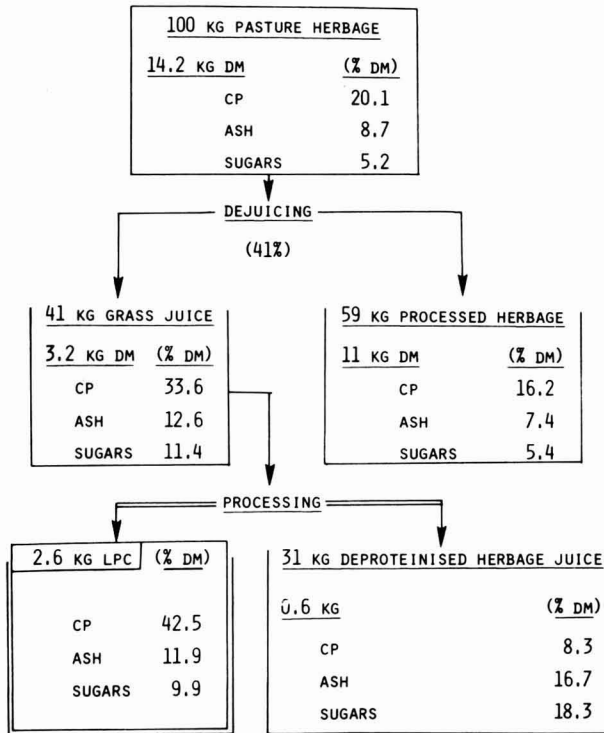 100 KG PASTURE HERBAGE
14.2 KG DM (% DM)
CP 20.1
ASH 8.7
SUGARS 5.2
DEJUICING
(41%)
41 KG GRASS JUICE
3.2 KG DM (% DM)
CP 33.6
ASH 12.6
SUGARS 11.4
59 KG PROCESSED HERBAGE
11 KG DM (% DM)
CP 16.2
ASH 7.4
SUGARS 5.4
PROCESSING
2.6 KG LPC (% DM)
CP 42.5
ASH 11.9
SUGARS 9.9
31 KG DEPROTEINISED HERBAGE JUICE
0.6 KG (% DM)
CP 8.3
ASH 16.7
SUGARS 18.3